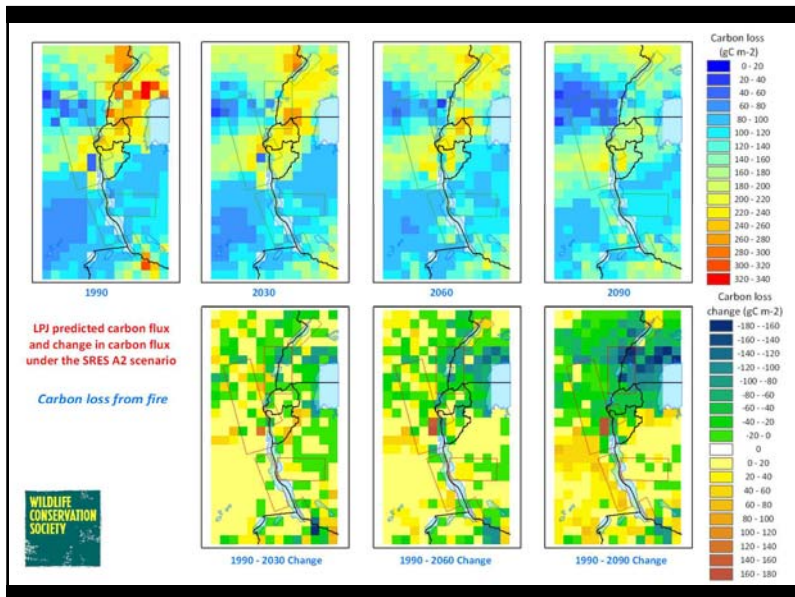 Carbon loss
(gC m-2)
0 - 20
20 - 40
40 - 60
60 - 80
80 - 100
100 - 120
120 - 140
140 - 160
160 - 180
180 - 200
200 - 220
220 - 240
240 - 260
260 - 280
280 - 300
300 - 320
320 - 340
1990
2030
2060
2090
LPJ predicted carbon flux
and change in carbon flux
under the SRES A2 scenario
Carbon loss from fire
WILDLIFE
CONSERVATION
SOCIETY
Carbon loss
change (gC m-2)
-180 - -160
-160 - -140
-140 - -120
-120 - -100
-100 - -80
-80 - -60
-60 - -40
-40 - -20
-20 - 0
0
0 - 20
20 - 40
40 - 60
60 - 80
80 - 100
100 - 120
120 - 140
140 - 160
160 - 180
1990 - 2030 Change
1990 - 2060 Change
1990 - 2090 Change